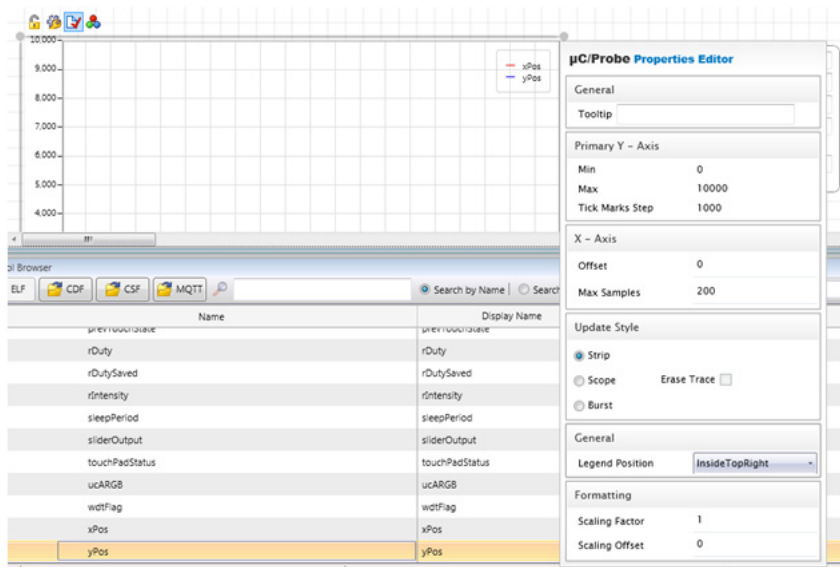 10,000
9,000
8,000
7,000
6,000
5,000
4,000
xPos
yPos
µC/Probe Properties Editor
General
Tooltip
Primary Y - Axis
Min 0
Max 10000
Tick Marks Step 1000
X - Axis
Offset 0
Max Samples 200
Update Style
Strip
Scope Erase Trace
Burst
General
Legend Position InsideTopRight
Formatting
Scaling Factor 1
Scaling Offset 0
ol Browser
ELF CDF CSF MQTT Search by Name Search
Name Display Name
prevTouchState prevTouchState
rDuty rDuty
rDutySaved rDutySaved
rIntensity rIntensity
sleepPeriod sleepPeriod
sliderOutput sliderOutput
touchPadStatus touchPadStatus
ucARGB ucARGB
wdtFlag wdtFlag
xPos xPos
yPos yPos